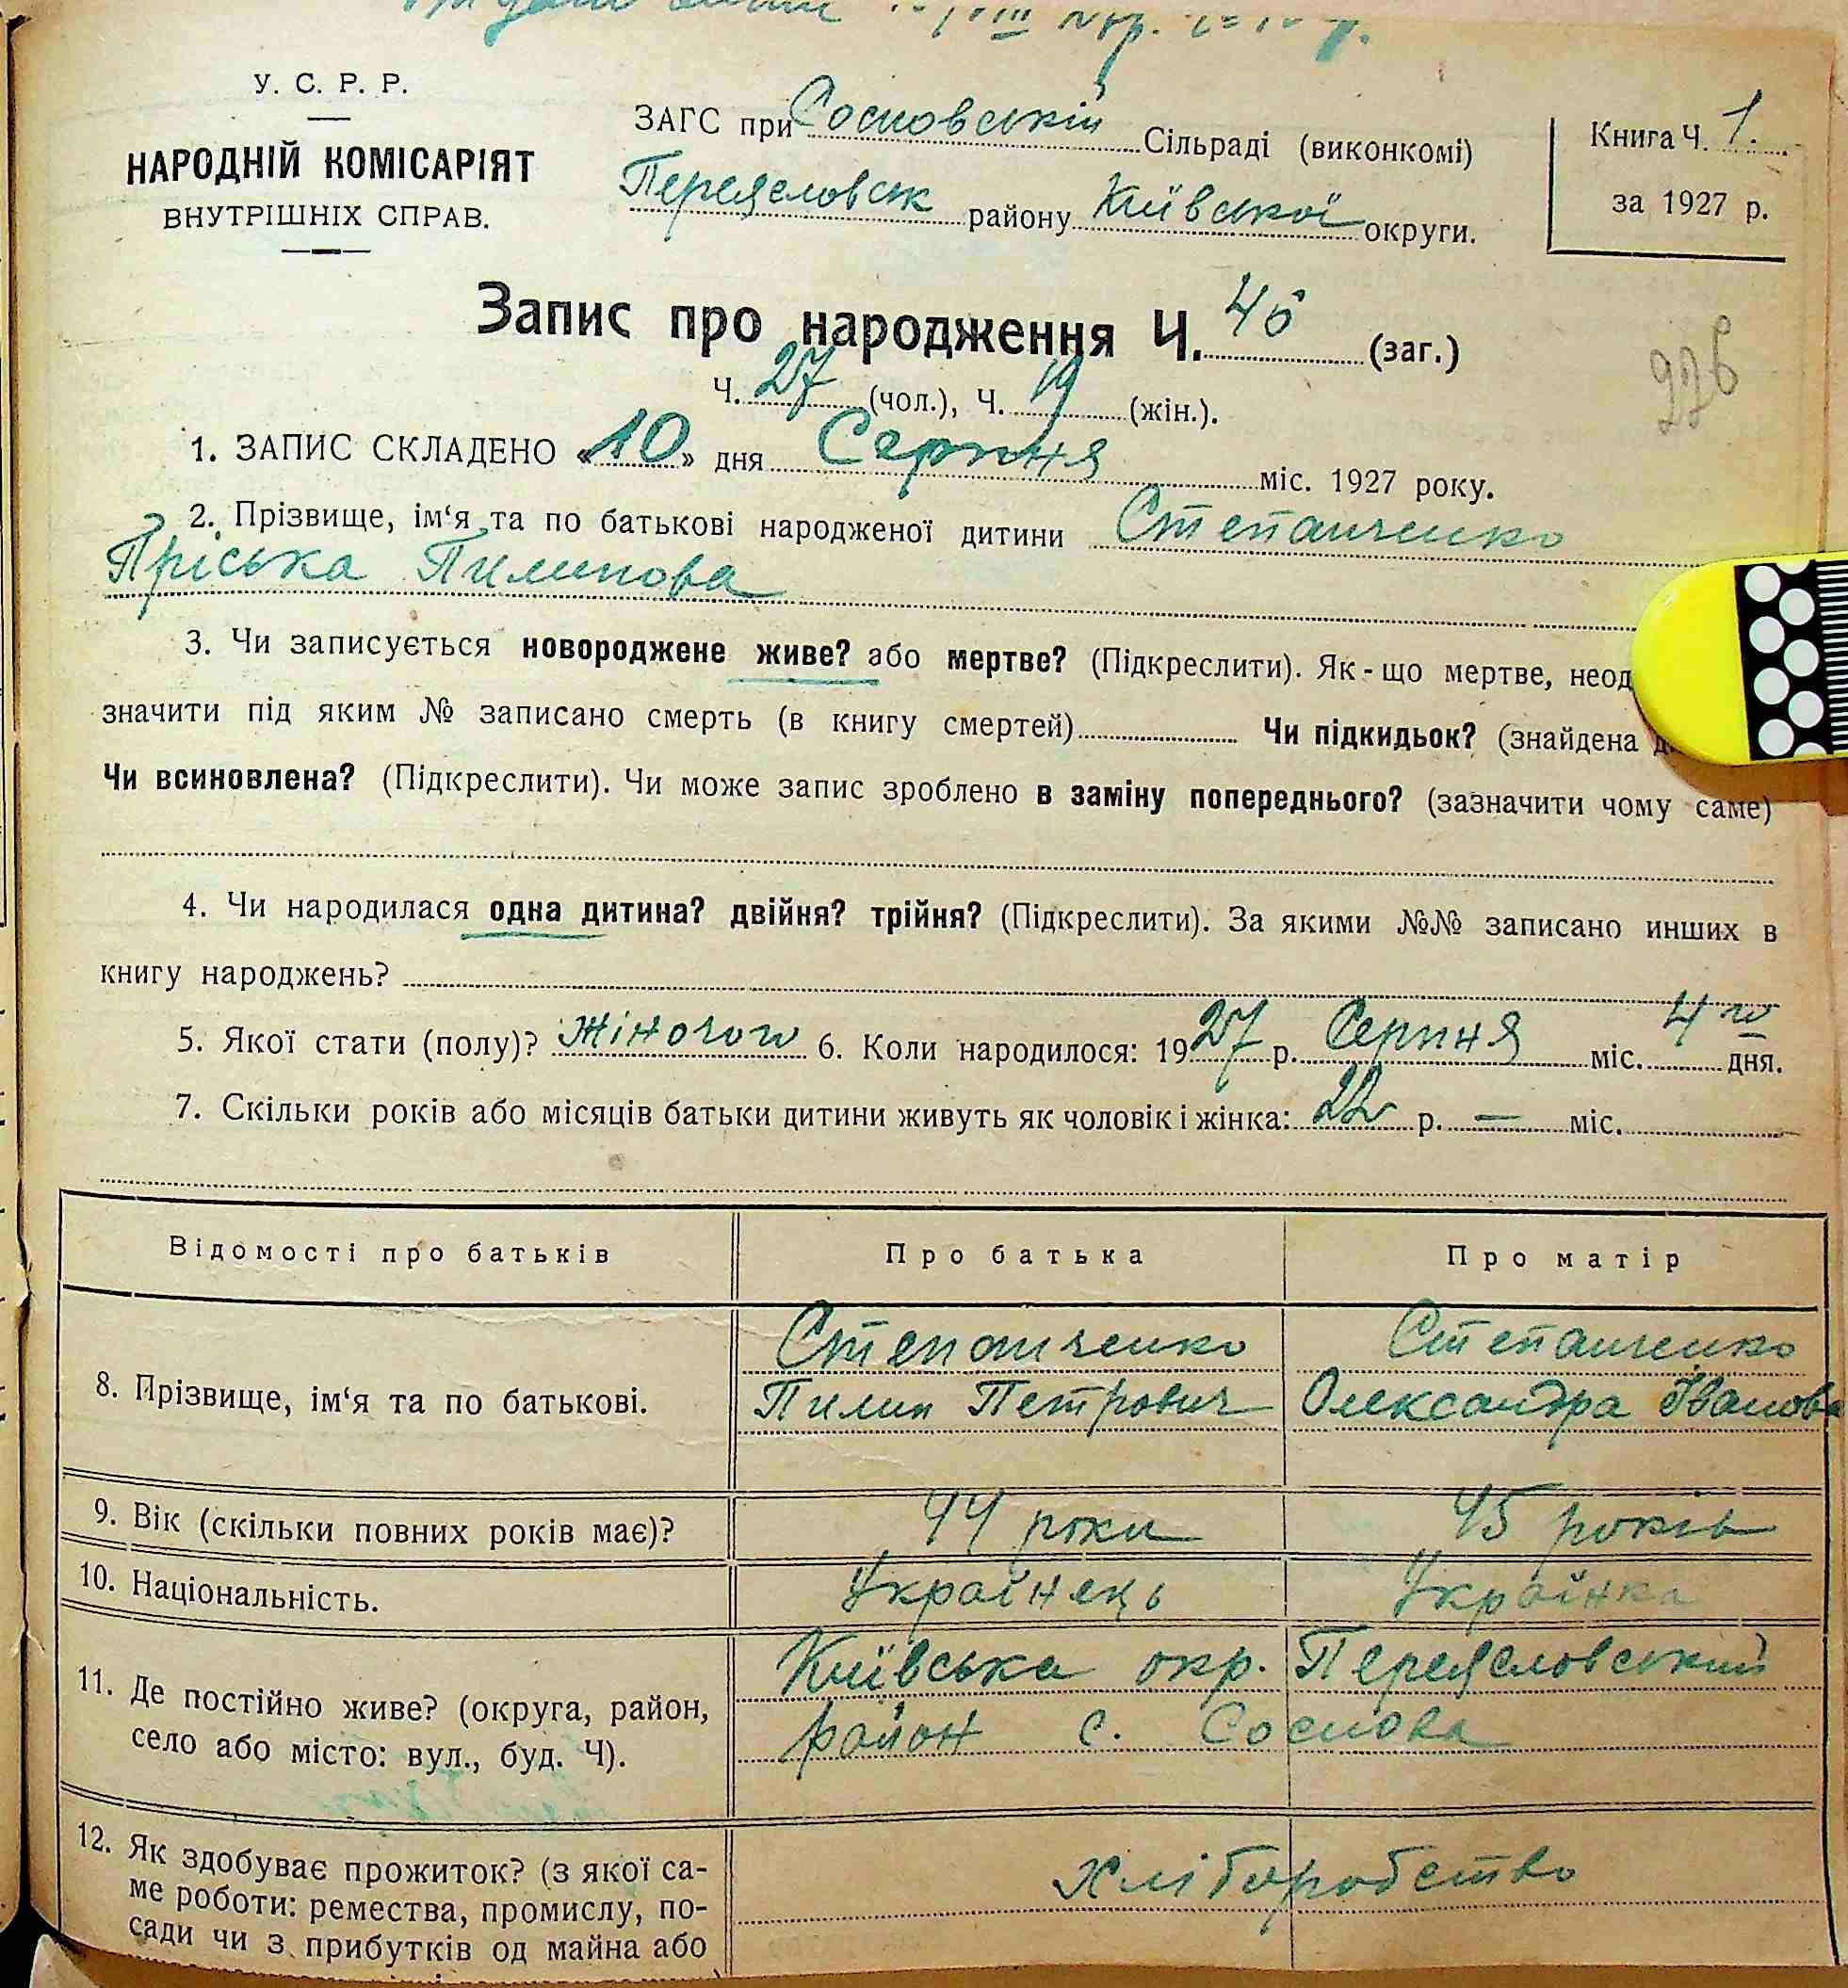 У. С. Р. Р.
НАРОДНІЙ КОМІСАРІЯТ
ВНУТРІШНІХ СПРАВ.
ЗАГС при Сосновській Сільраді (виконкомі)
Переясловськ району Київської округи.
Книга Ч. 1.
за 1927 р.
Запис про народження Ч. 46 (заг.)
Ч. 27 (чол.), Ч. 19 (жін.).
276
1. ЗАПИС СКЛАДЕНО «10» дня Серпня міс. 1927 року.
2. Прізвище, ім‘я та по батькові народженої дитини Степанченко
Пріська Пилипова
3. Чи записується новороджене живе? або мертве? (Підкреслити). Як-що мертве, неод
значити під яким № записано смерть (в книгу смертей) Чи підкидьок? (знайдена
Чи всиновлена? (Підкреслити). Чи може запис зроблено в заміну попереднього? (зазначити чому саме)
4. Чи народилася одна дитина? двійня? трійня? (Підкреслити). За якими №№ записано инших в
книгу народжень?
5. Якої стати (полу)? Жіночого 6. Коли народилося: 1927 р. Серпня міс. 4го дня.
7. Скільки років або місяців батьки дитини живуть як чоловік і жінка: 22 р. — міс.
Відомості про батьків Про батька Про матір
8. Прізвище, ім‘я та по батькові.
Степанченко Степанченко
Пилип Петрович Олександра Іванова
9. Вік (скільки повних років має)? 44 роки 45 років
10. Національність. Українець Українка
11. Де постійно живе? (округа, район,
село або місто: вул., буд. Ч).
Київська окр. Переясловський
район с. Соснова
12. Як здобуває прожиток? (з якої са-
ме роботи: ремества, промислу, по-
сади чи з прибутків од майна або
Хліборобство